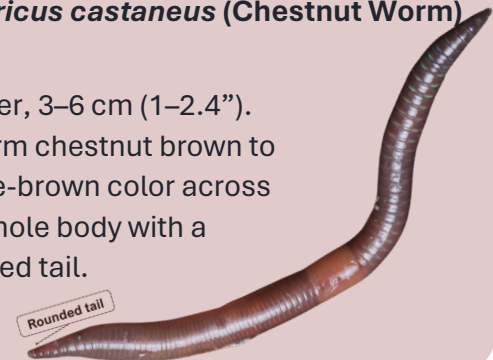 ricus castaneus (Chestnut Worm)
er, 3–6 cm (1–2.4”).
rm chestnut brown to
e-brown color across
hole body with a
ed tail.
Rounded tail